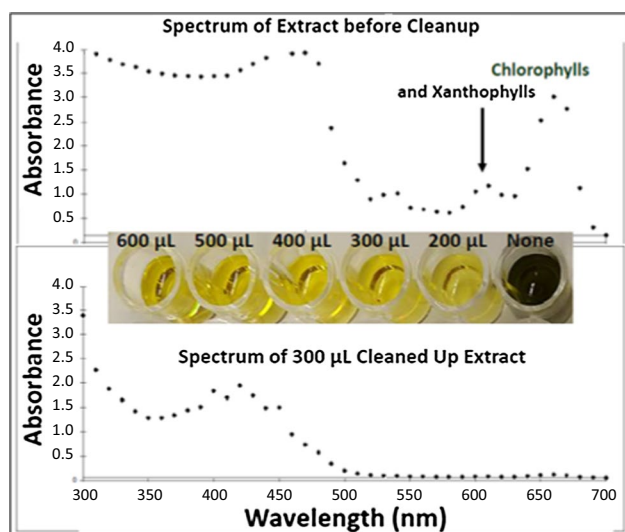 Spectrum of Extract before Cleanup
4.0
3.5
3.0
2.5
2.0
1.5
1.0
0.5
0
Absorbance
Chlorophylls
and Xanthophylls
600 µL 500 µL 400 µL 300 µL 200 µL None
Spectrum of 300 µL Cleaned Up Extract
4.0
3.5
3.0
2.5
2.0
1.5
1.0
0.5
0
Absorbance
300 350 400 450 500 550 600 650 700
Wavelength (nm)